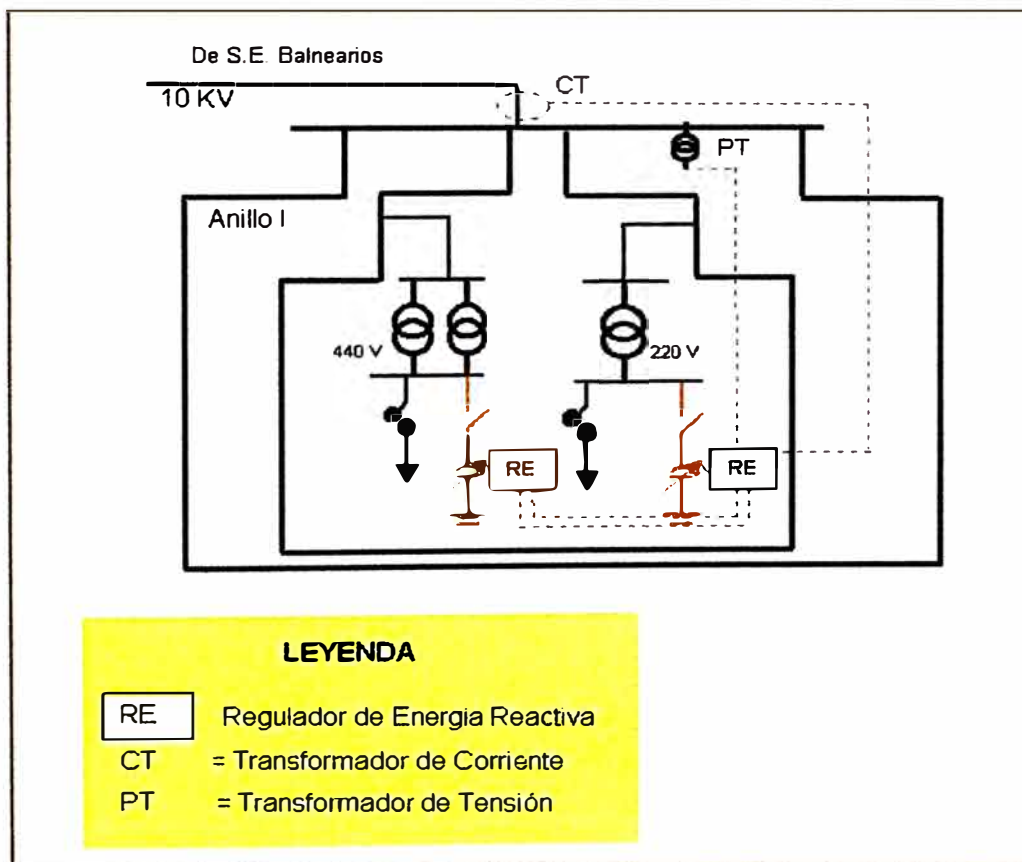 De S.E. Balnearios
10 KV
CT
PT
Anillo I
440 V
220 V
RE
RE
LEYENDA
RE Regulador de Energia Reactiva
CT = Transformador de Corriente
PT = Transformador de Tensión